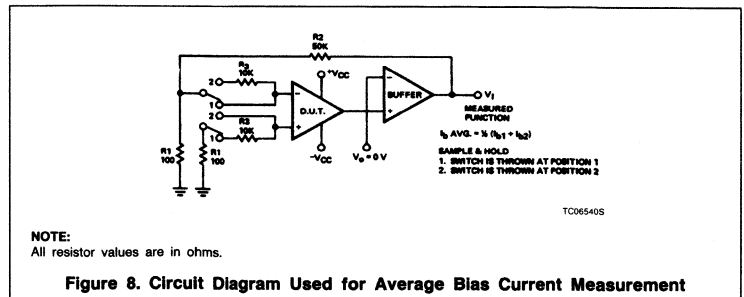 R2
50K
R3
10K
2
1
2
1
R3
10K
R1
100
R1
100
+VCC
−
D.U.T.
+
−VCC
VO = 0 V
−
BUFFER
+
VI
MEASURED
FUNCTION
Ib AVG. = ½ (Ib1 + Ib2)
SAMPLE & HOLD
1. SWITCH IS THROWN AT POSITION 1
2. SWITCH IS THROWN AT POSITION 2
TC06540S
NOTE:
All resistor values are in ohms.
Figure 8. Circuit Diagram Used for Average Bias Current Measurement